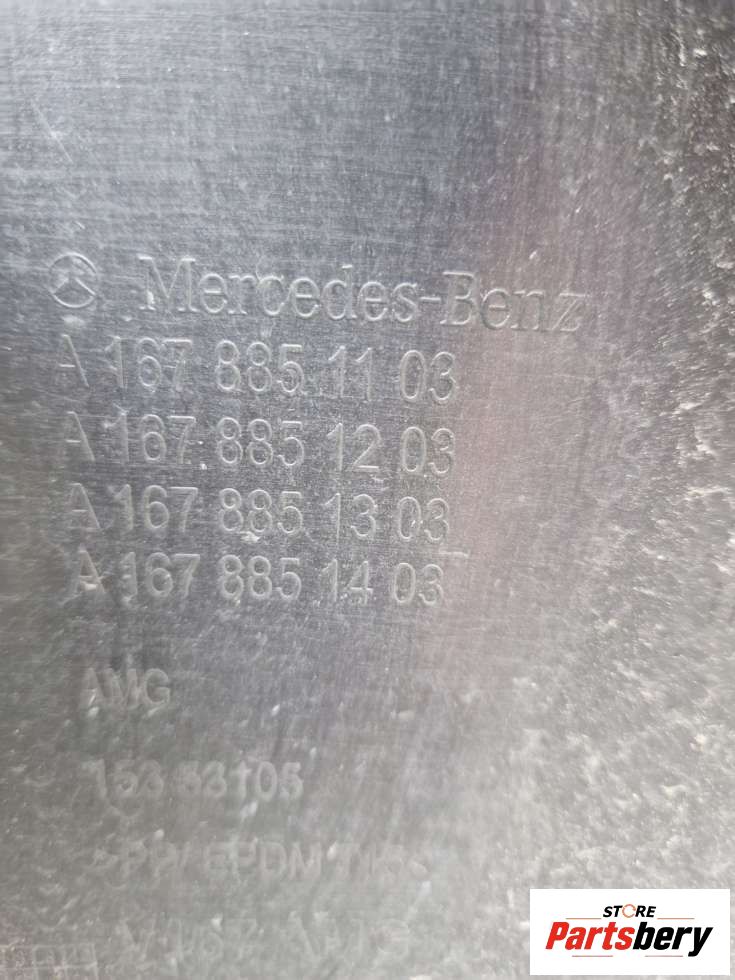 Mercedes-Benz
A 167 885 11 03
A 167 885 12 03
A 167 885 13 03
A 167 885 14 03
AMG
STORE
Partsbery